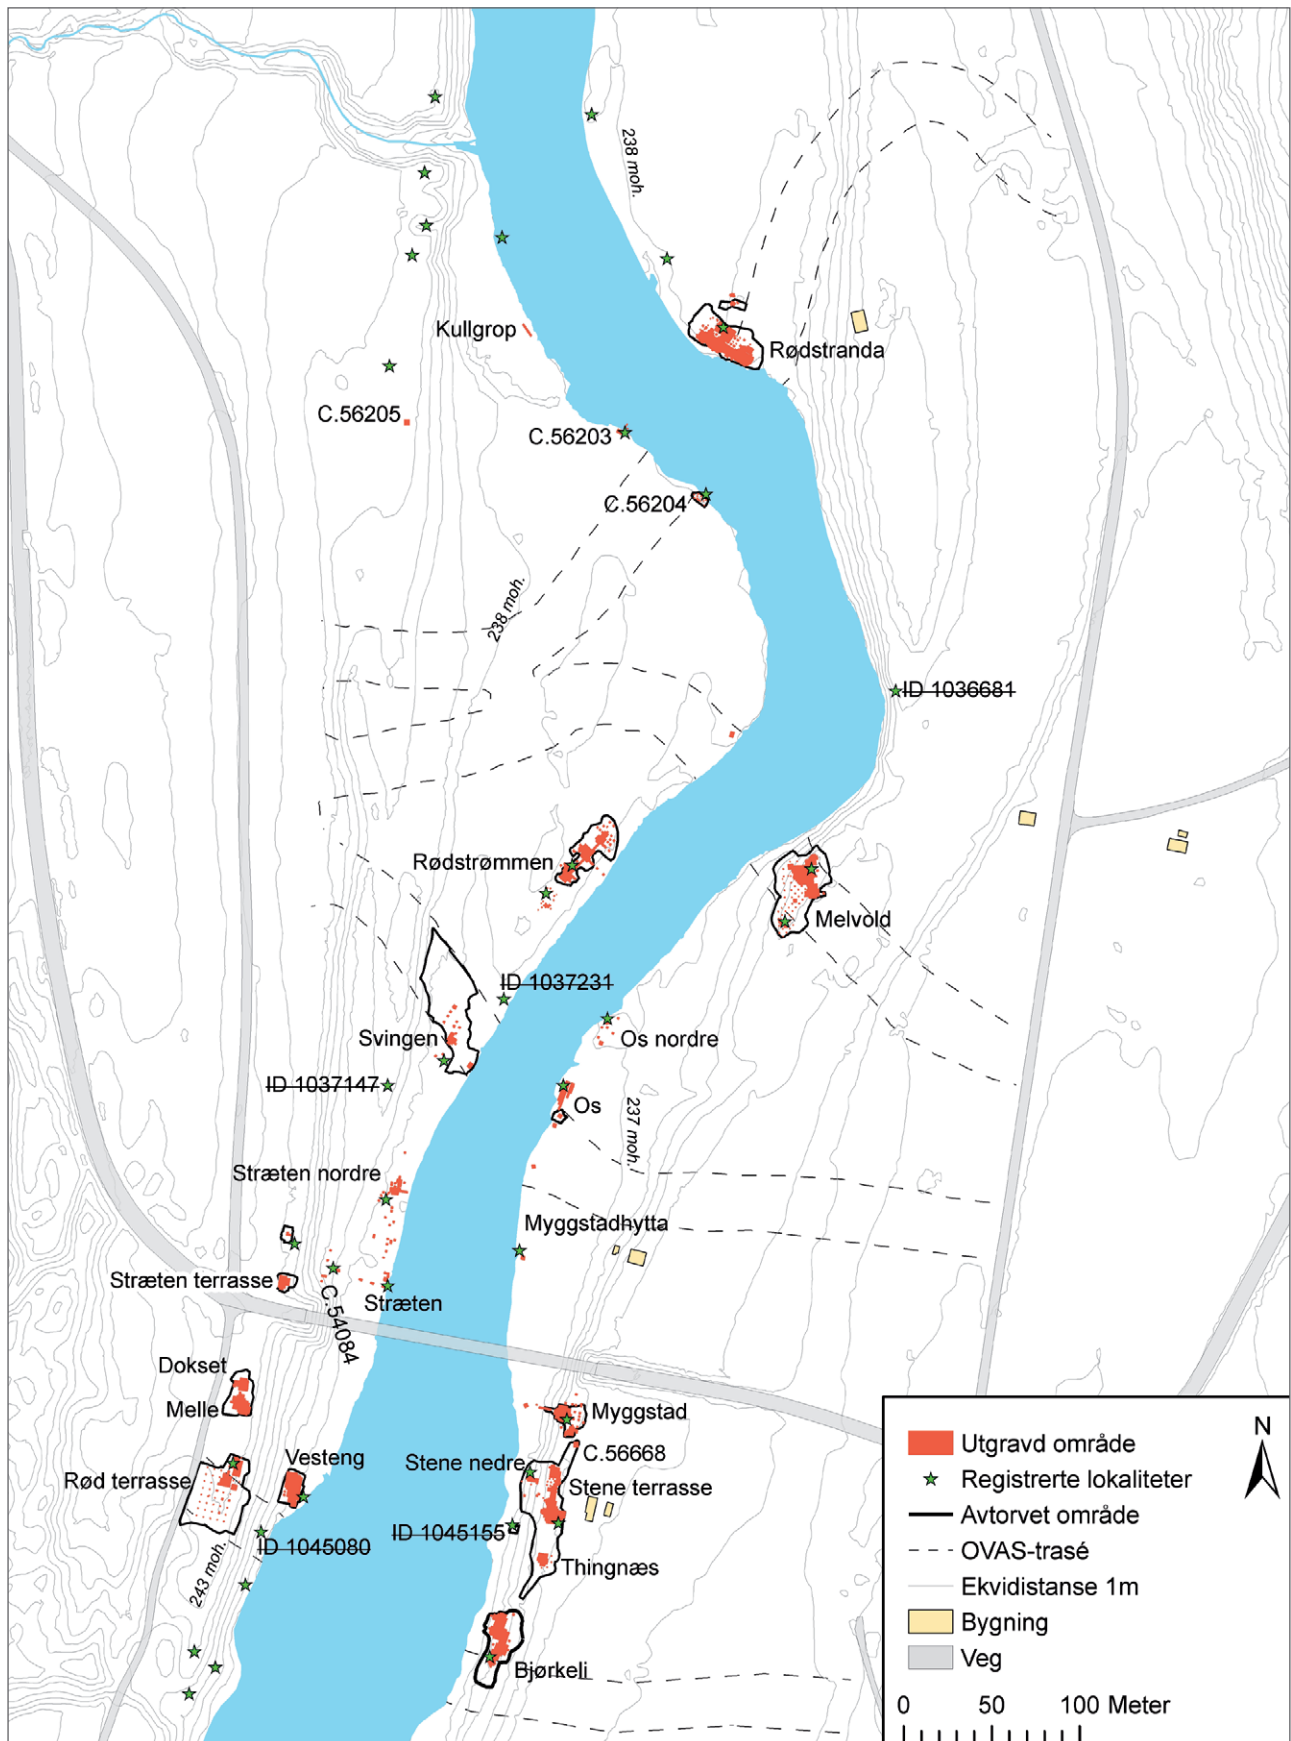 238 moh.
Kullgrop
Rødstranda
C.56205
C.56203
C.56204
238 moh.
ID 1036681
Rødstrømmen
Melvold
ID 1037231
Svingen
Os nordre
ID 1037147
Os
237 moh.
Stræten nordre
Myggstadhytta
Stræten terrasse
Stræten
C.54084
Dokset
Melle
Myggstad
C.56668
Vesteng
Stene nedre
Rød terrasse
Stene terrasse
ID 1045155
ID 1045080
Thingnæs
243 moh.
Bjørkeli
Utgravd område
Registrerte lokaliteter
Avtorvet område
OVAS-trasé
Ekvidistanse 1m
Bygning
Veg
N
0 50 100 Meter